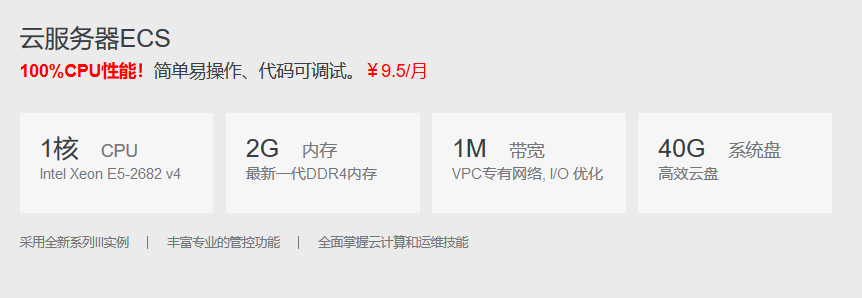 云服务器ECS
100%CPU性能！简单易操作、代码可调试。￥9.5/月
1核 CPU
Intel Xeon E5-2682 v4
2G 内存
最新一代DDR4内存
1M 带宽
VPC专有网络, I/O 优化
40G 系统盘
高效云盘
采用全新系列III实例 | 丰富专业的管控功能 | 全面掌握云计算和运维技能